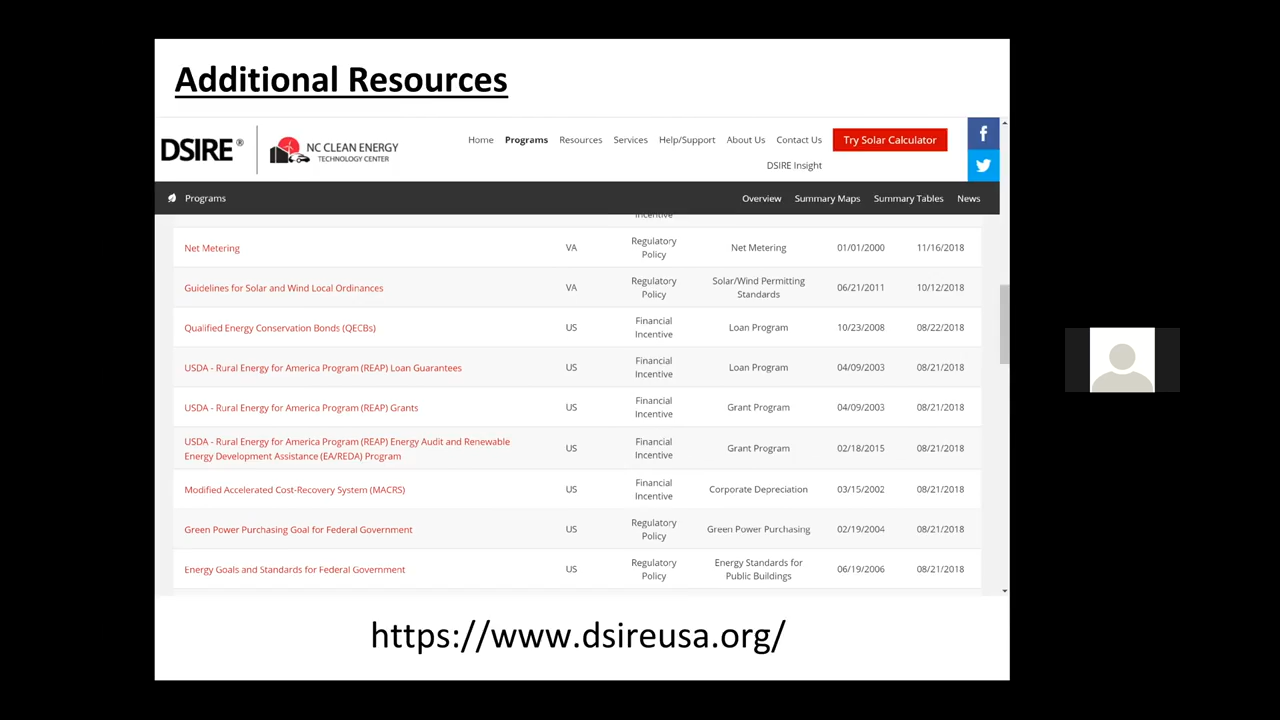 Additional Resources
DSIRE®
NC CLEAN ENERGY
TECHNOLOGY CENTER
Home Programs Resources Services Help/Support About Us Contact Us Try Solar Calculator
DSIRE Insight
Programs Overview Summary Maps Summary Tables News
Incentive
Net Metering VA Regulatory Policy Net Metering 01/01/2000 11/16/2018
Guidelines for Solar and Wind Local Ordinances VA Regulatory Policy Solar/Wind Permitting Standards 06/21/2011 10/12/2018
Qualified Energy Conservation Bonds (QECBs) US Financial Incentive Loan Program 10/23/2008 08/22/2018
USDA - Rural Energy for America Program (REAP) Loan Guarantees US Financial Incentive Loan Program 04/09/2003 08/21/2018
USDA - Rural Energy for America Program (REAP) Grants US Financial Incentive Grant Program 04/09/2003 08/21/2018
USDA - Rural Energy for America Program (REAP) Energy Audit and Renewable
Energy Development Assistance (EA/REDA) Program US Financial Incentive Grant Program 02/18/2015 08/21/2018
Modified Accelerated Cost-Recovery System (MACRS) US Financial Incentive Corporate Depreciation 03/15/2002 08/21/2018
Green Power Purchasing Goal for Federal Government US Regulatory Policy Green Power Purchasing 02/19/2004 08/21/2018
Energy Goals and Standards for Federal Government US Regulatory Policy Energy Standards for Public Buildings 06/19/2006 08/21/2018
https://www.dsireusa.org/